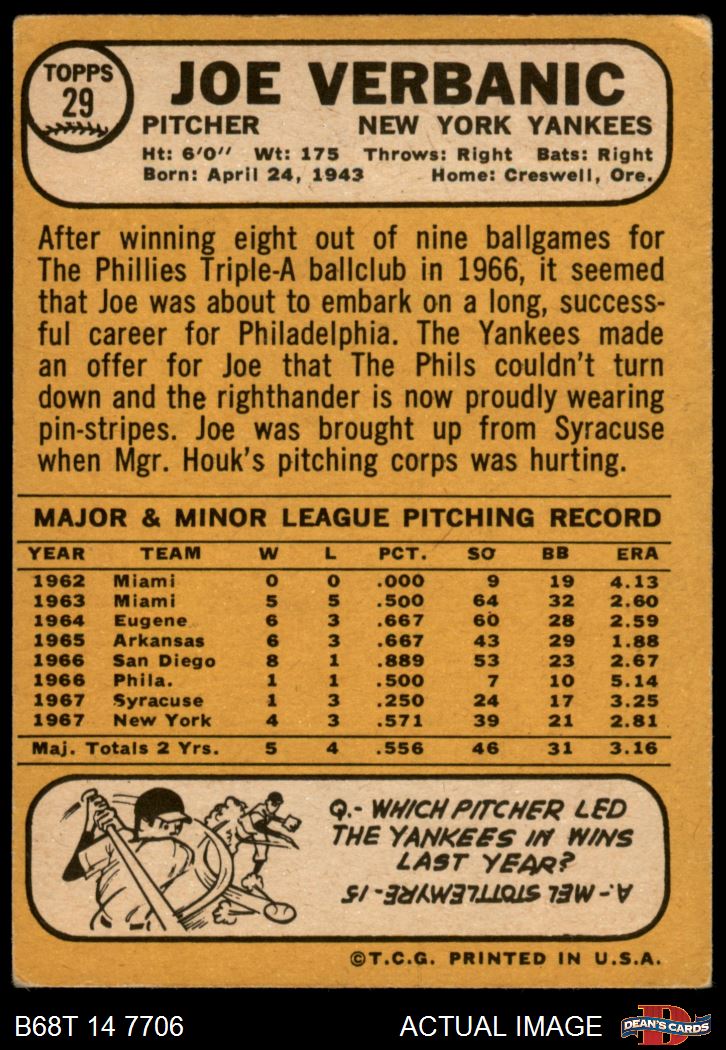 TOPPS
29
JOE VERBANIC
PITCHER NEW YORK YANKEES
Ht: 6'0" Wt: 175 Throws: Right Bats: Right
Born: April 24, 1943 Home: Creswell, Ore.
After winning eight out of nine ballgames for
The Phillies Triple-A ballclub in 1966, it seemed
that Joe was about to embark on a long, success-
ful career for Philadelphia. The Yankees made
an offer for Joe that The Phils couldn't turn
down and the righthander is now proudly wearing
pin-stripes. Joe was brought up from Syracuse
when Mgr. Houk's pitching corps was hurting.
MAJOR & MINOR LEAGUE PITCHING RECORD
YEAR TEAM W L PCT. SO BB ERA
1962 Miami 0 0 .000 9 19 4.13
1963 Miami 5 5 .500 64 32 2.60
1964 Eugene 6 3 .667 60 28 2.59
1965 Arkansas 6 3 .667 43 29 1.88
1966 San Diego 8 1 .889 53 23 2.67
1966 Phila. 1 1 .500 7 10 5.14
1967 Syracuse 1 3 .250 24 17 3.25
1967 New York 4 3 .571 39 21 2.81
Maj. Totals 2 Yrs. 5 4 .556 46 31 3.16
Q.- WHICH PITCHER LED
THE YANKEES IN WINS
LAST YEAR?
A.- MEL STOTTLEMYRE-15
©T.C.G. PRINTED IN U.S.A.
B68T 14 7706 ACTUAL IMAGE
D
DEAN'S CARDS